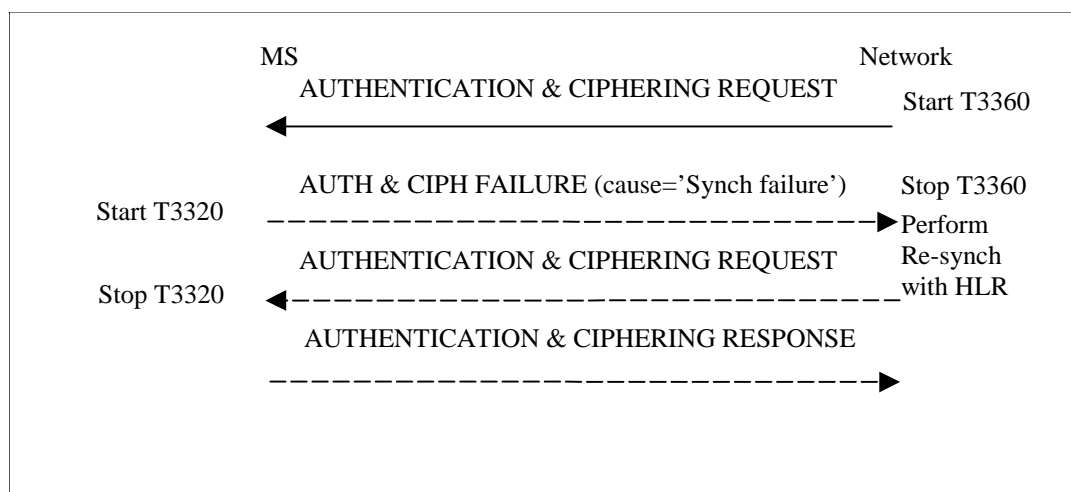 MS Network
AUTHENTICATION & CIPHERING REQUEST
Start T3360
AUTH & CIPH FAILURE (cause=’Synch failure’)
Stop T3360
Start T3320
Perform
Re-synch
with HLR
AUTHENTICATION & CIPHERING REQUEST
Stop T3320
AUTHENTICATION & CIPHERING RESPONSE